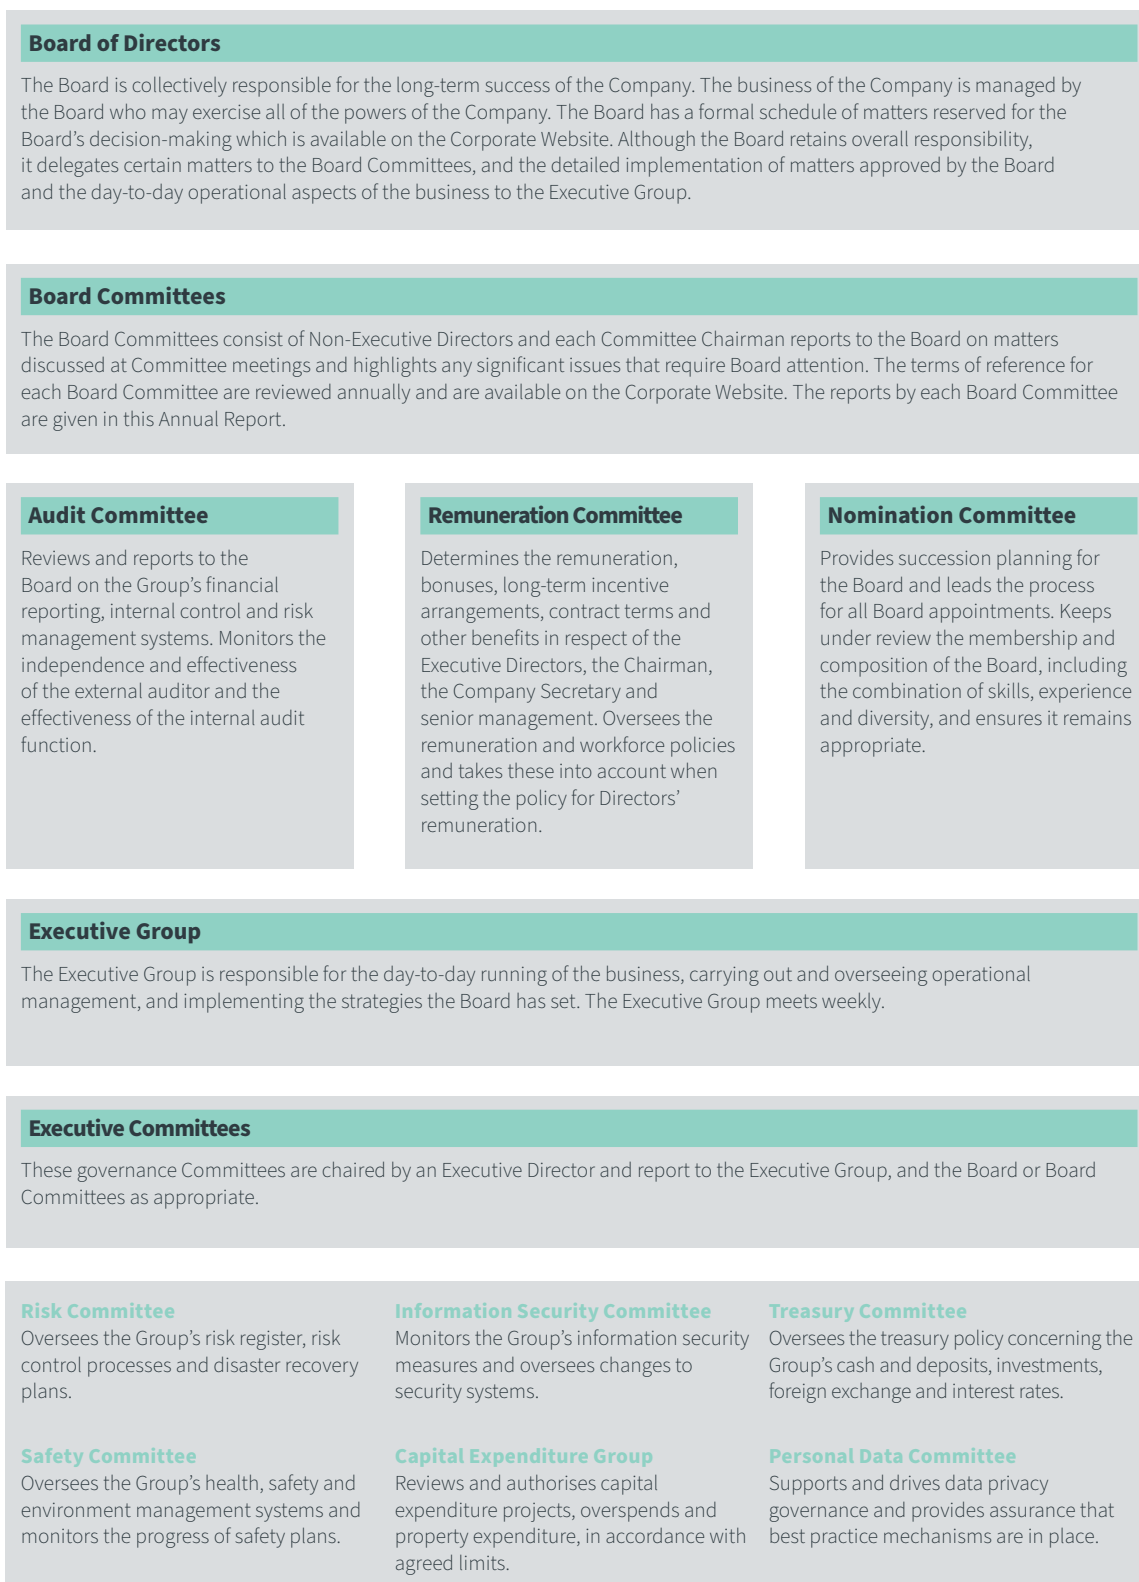 Board of Directors
The Board is collectively responsible for the long-term success of the Company. The business of the Company is managed by
the Board who may exercise all of the powers of the Company. The Board has a formal schedule of matters reserved for the
Board’s decision-making which is available on the Corporate Website. Although the Board retains overall responsibility,
it delegates certain matters to the Board Committees, and the detailed implementation of matters approved by the Board
and the day-to-day operational aspects of the business to the Executive Group.
Board Committees
The Board Committees consist of Non-Executive Directors and each Committee Chairman reports to the Board on matters
discussed at Committee meetings and highlights any significant issues that require Board attention. The terms of reference for
each Board Committee are reviewed annually and are available on the Corporate Website. The reports by each Board Committee
are given in this Annual Report.
Audit Committee
Reviews and reports to the
Board on the Group’s financial
reporting, internal control and risk
management systems. Monitors the
independence and effectiveness
of the external auditor and the
effectiveness of the internal audit
function.
Remuneration Committee
Determines the remuneration,
bonuses, long-term incentive
arrangements, contract terms and
other benefits in respect of the
Executive Directors, the Chairman,
the Company Secretary and
senior management. Oversees the
remuneration and workforce policies
and takes these into account when
setting the policy for Directors’
remuneration.
Nomination Committee
Provides succession planning for
the Board and leads the process
for all Board appointments. Keeps
under review the membership and
composition of the Board, including
the combination of skills, experience
and diversity, and ensures it remains
appropriate.
Executive Group
The Executive Group is responsible for the day-to-day running of the business, carrying out and overseeing operational
management, and implementing the strategies the Board has set. The Executive Group meets weekly.
Executive Committees
These governance Committees are chaired by an Executive Director and report to the Executive Group, and the Board or Board
Committees as appropriate.
Risk Committee
Oversees the Group’s risk register, risk
control processes and disaster recovery
plans.
Information Security Committee
Monitors the Group’s information security
measures and oversees changes to
security systems.
Treasury Committee
Oversees the treasury policy concerning the
Group’s cash and deposits, investments,
foreign exchange and interest rates.
Safety Committee
Oversees the Group’s health, safety and
environment management systems and
monitors the progress of safety plans.
Capital Expenditure Group
Reviews and authorises capital
expenditure projects, overspends and
property expenditure, in accordance with
agreed limits.
Personal Data Committee
Supports and drives data privacy
governance and provides assurance that
best practice mechanisms are in place.